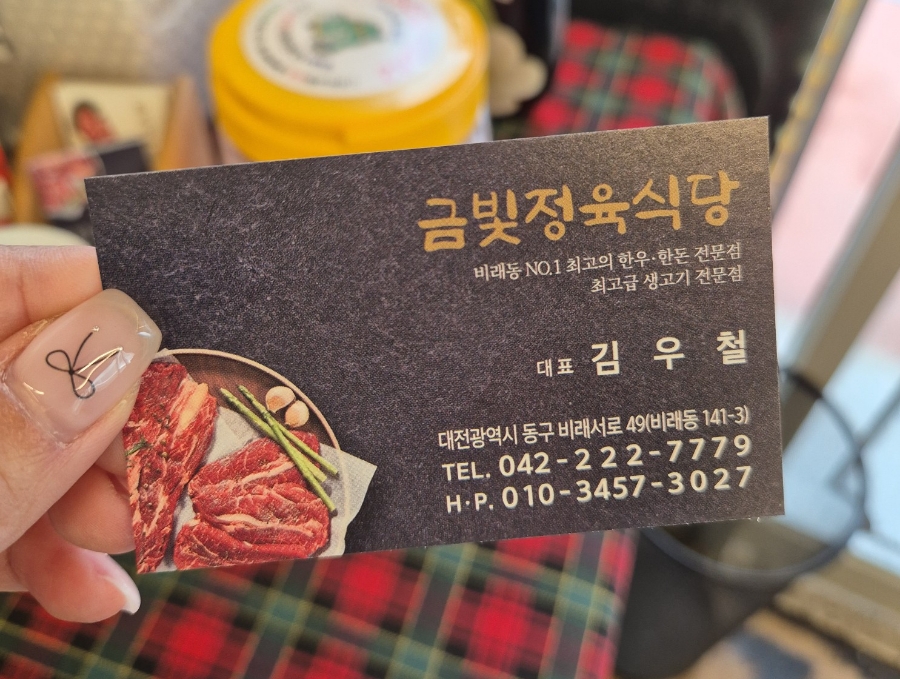 금빛정육식당
비래동 NO.1 최고의 한우·한돈 전문점
최고급 생고기 전문점
대표 김 우 철
대전광역시 동구 비래서로 49(비래동 141-3)
TEL. 042-222-7779
H·P. 010-3457-3027